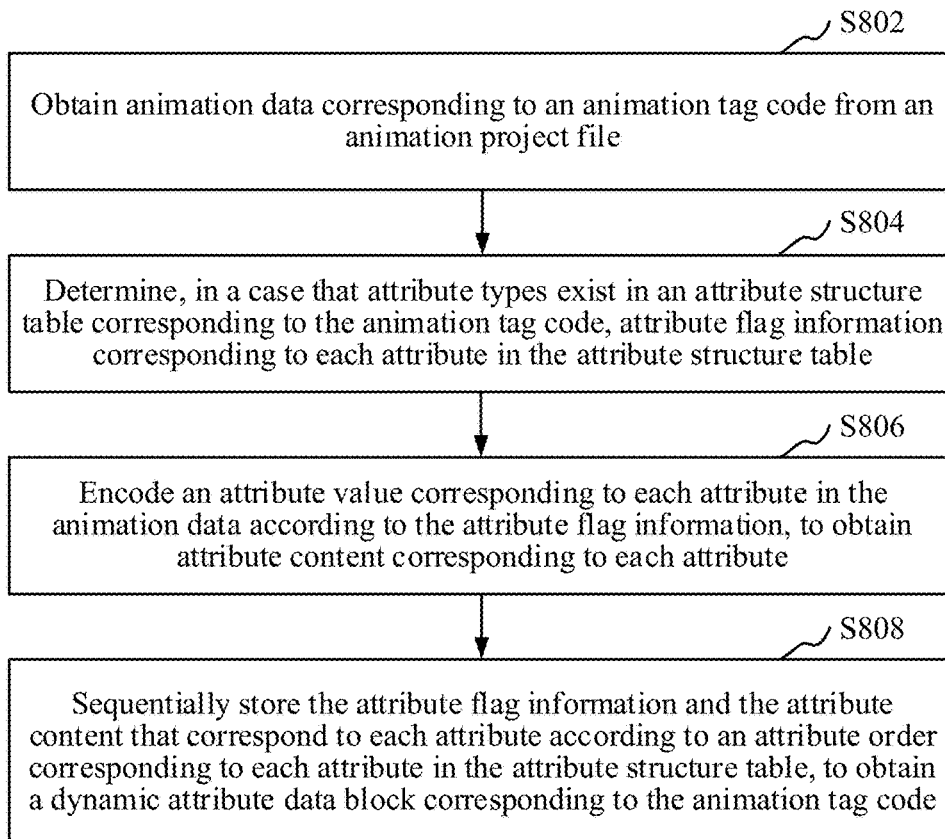 S802
Obtain animation data corresponding to an animation tag code from an
animation project file
S804
Determine, in a case that attribute types exist in an attribute structure
table corresponding to the animation tag code, attribute flag information
corresponding to each attribute in the attribute structure table
S806
Encode an attribute value corresponding to each attribute in the
animation data according to the attribute flag information, to obtain
attribute content corresponding to each attribute
S808
Sequentially store the attribute flag information and the attribute
content that correspond to each attribute according to an attribute order
corresponding to each attribute in the attribute structure table, to obtain
a dynamic attribute data block corresponding to the animation tag code